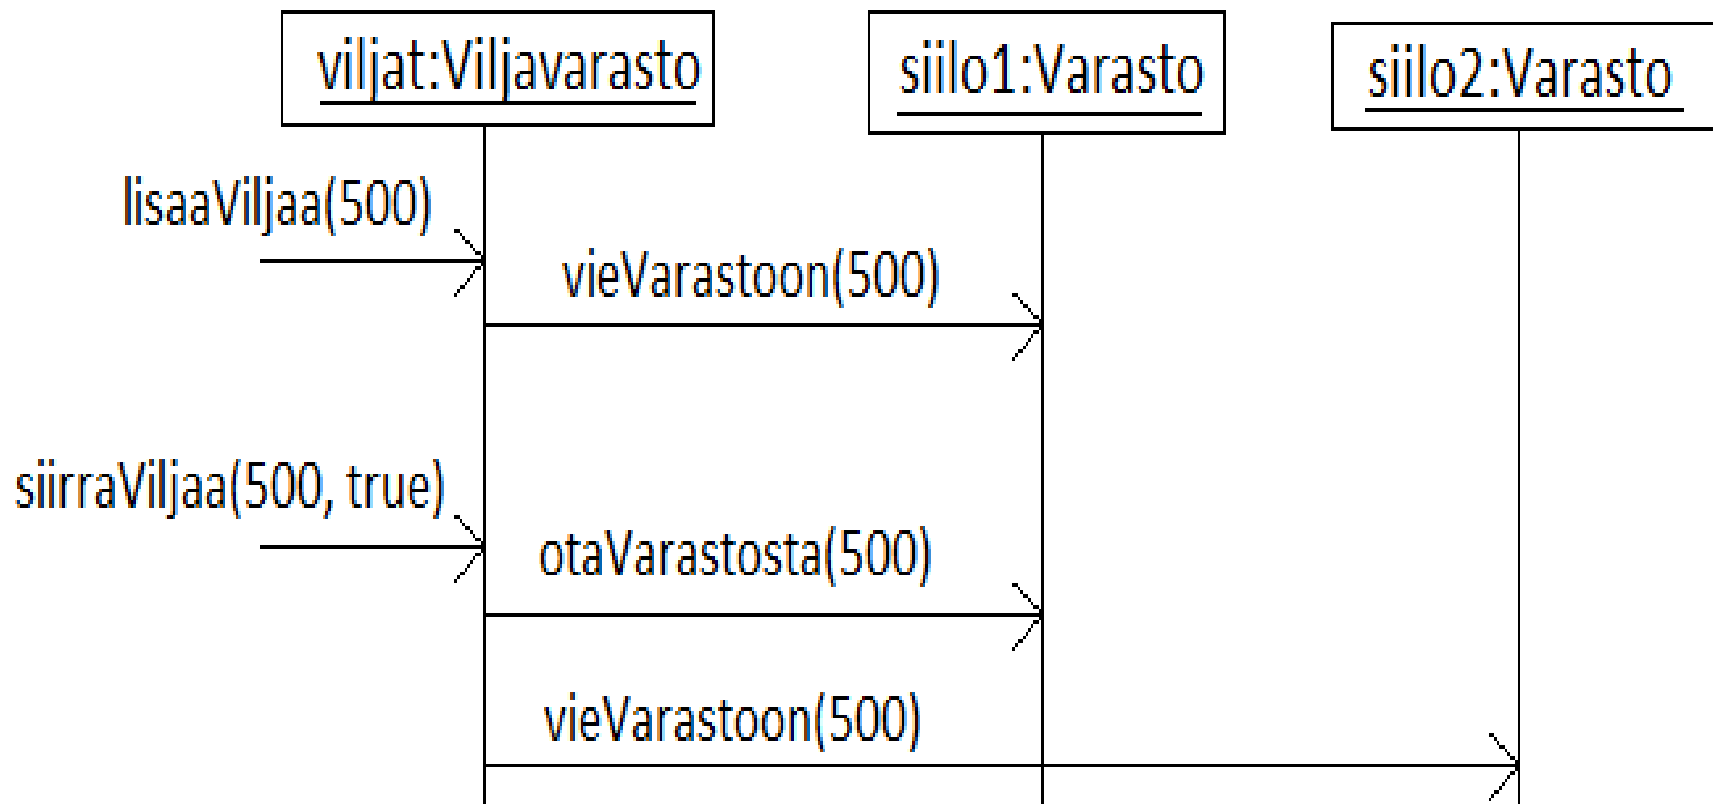 viljat:Viljavarasto
siilo1:Varasto
siilo2:Varasto
lisaaViljaa(500)
vieVarastoon(500)
siirraViljaa(500, true)
otaVarastosta(500)
vieVarastoon(500)